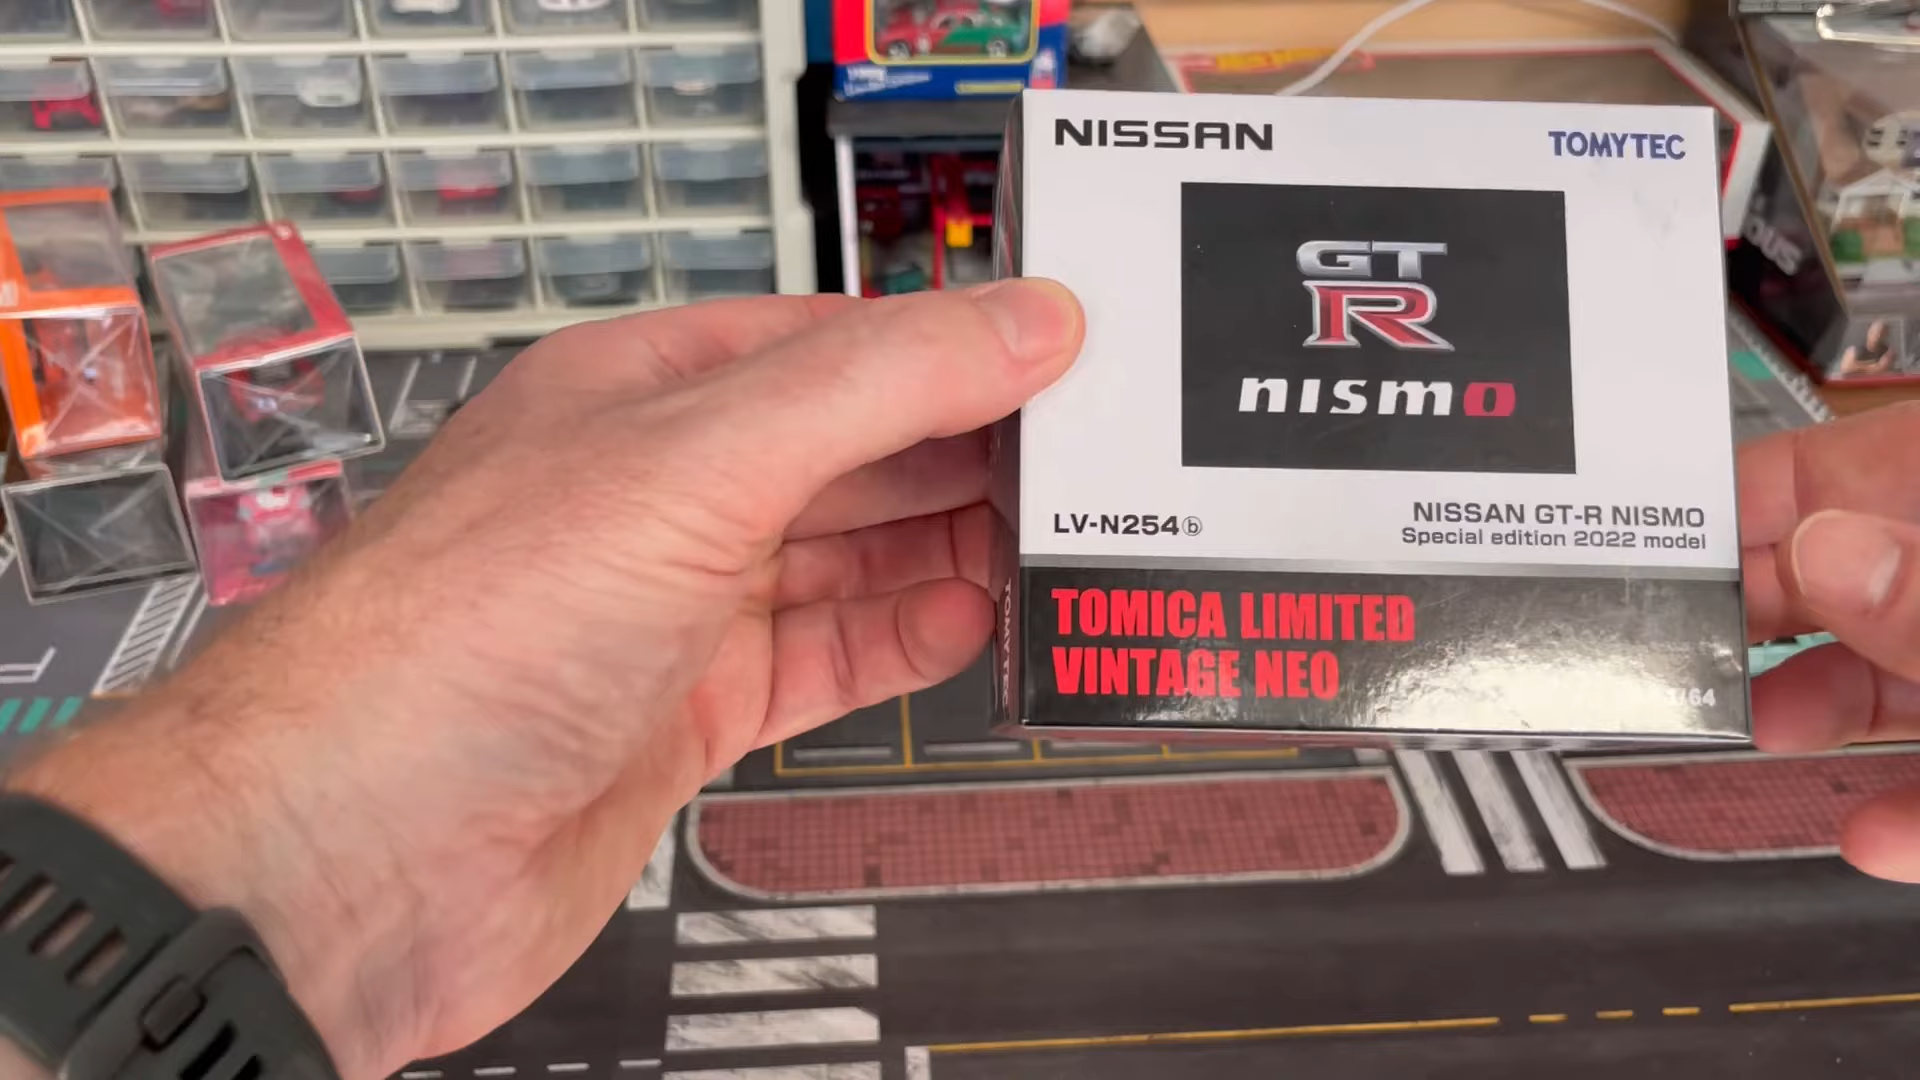 NISSAN
TOMYTEC
GT
R
nismo
LV-N254ⓑ
NISSAN GT-R NISMO
Special edition 2022 model
TOMICA LIMITED
VINTAGE NEO
1/64
TOMYTEC